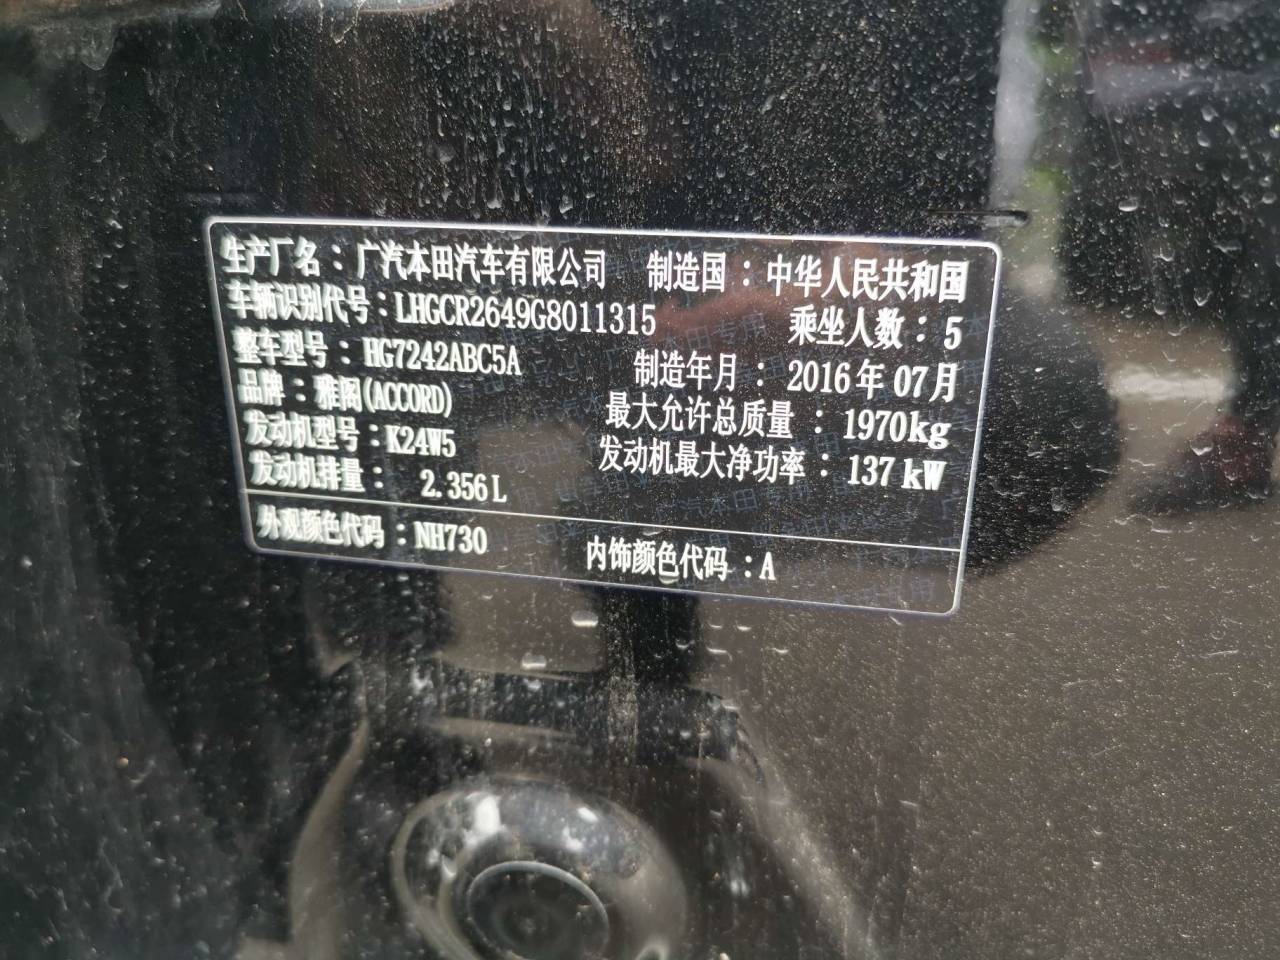 生产厂名：广汽本田汽车有限公司 制造国：中华人民共和国
车辆识别代号：LHGCR2649G8011315 乘坐人数：5
整车型号：HG7242ABC5A 制造年月：2016年07月
品牌：雅阁(ACCORD) 最大允许总质量：1970kg
发动机型号：K24W5 发动机最大净功率：137kW
发动机排量：2.356L
外观颜色代码：NH730 内饰颜色代码：A